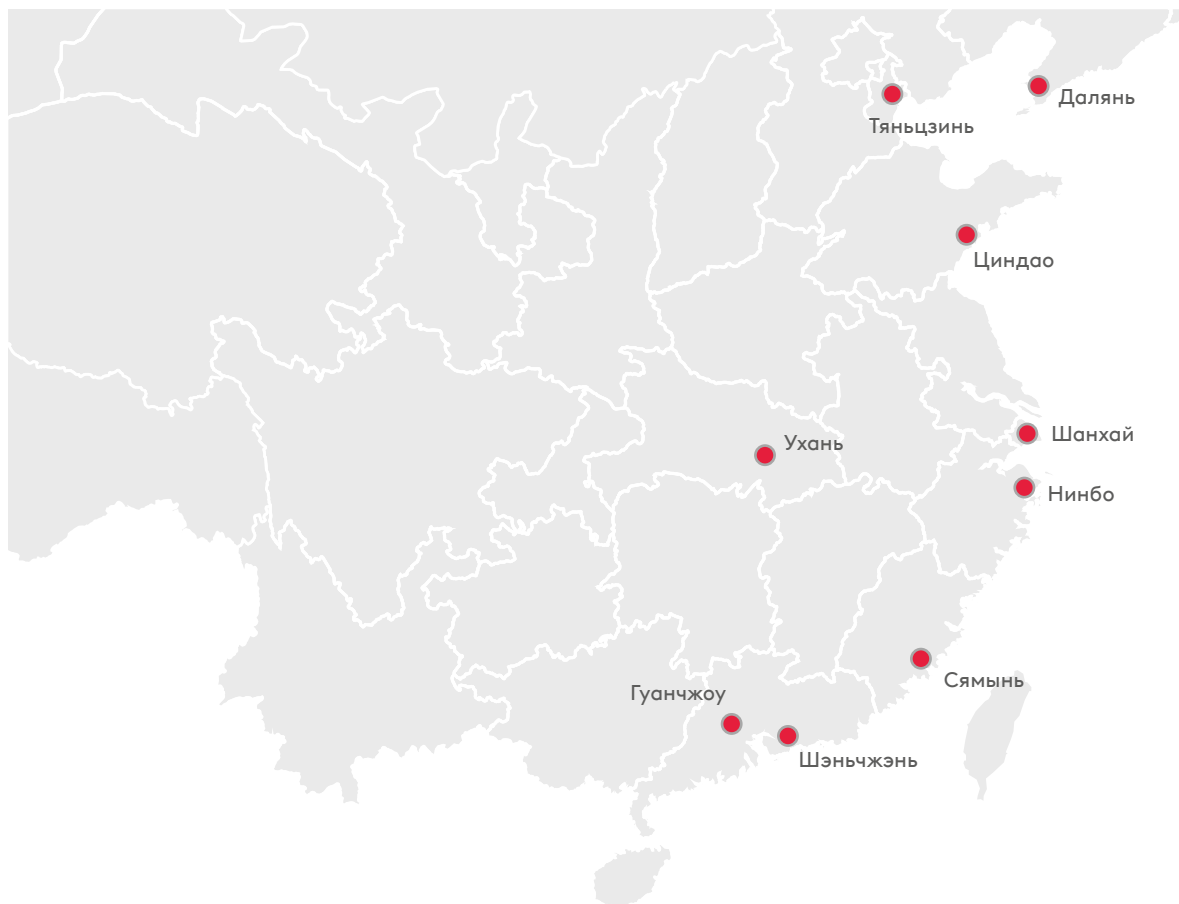 Далянь
Тяньцзинь
Циндао
Шанхай
Ухань
Нинбо
Сямынь
Гуанчжоу
Шэньчжэнь